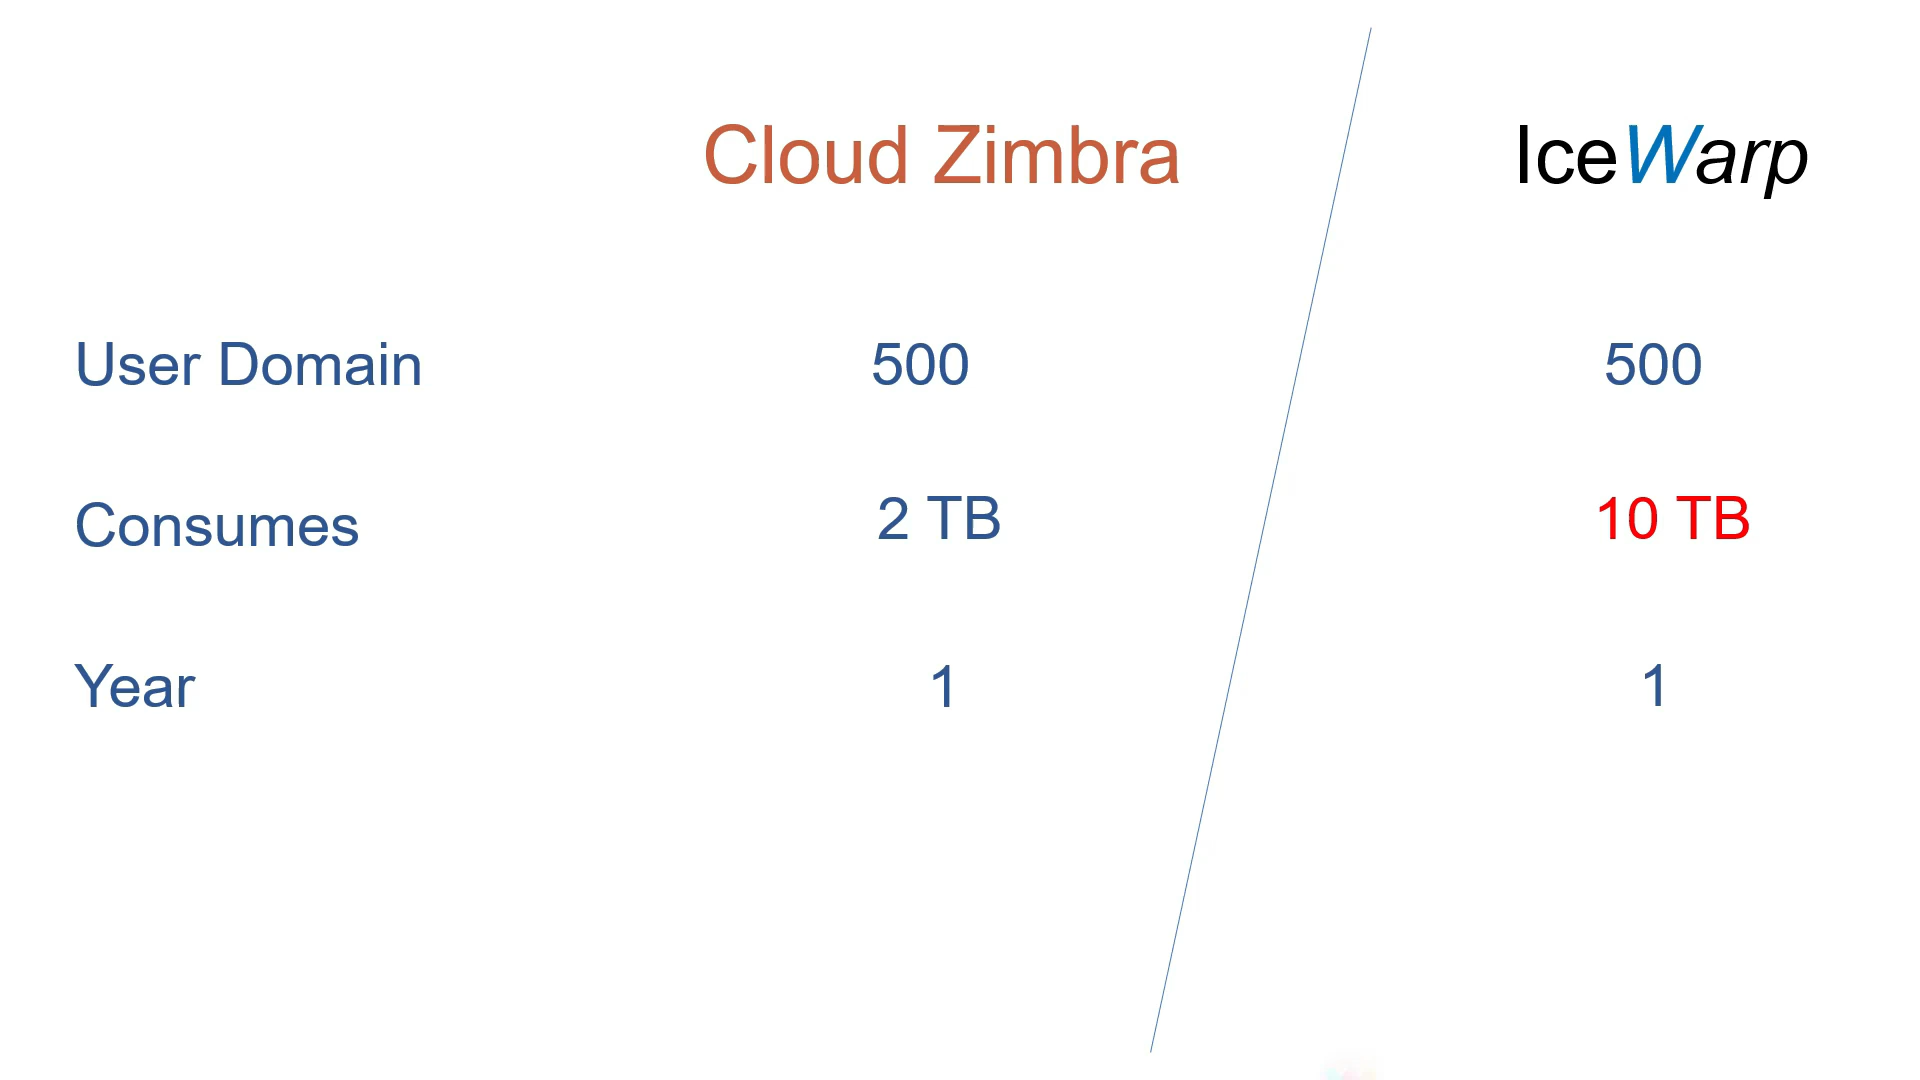 Cloud Zimbra IceWarp
User Domain 500 500
Consumes 2 TB 10 TB
Year 1 1